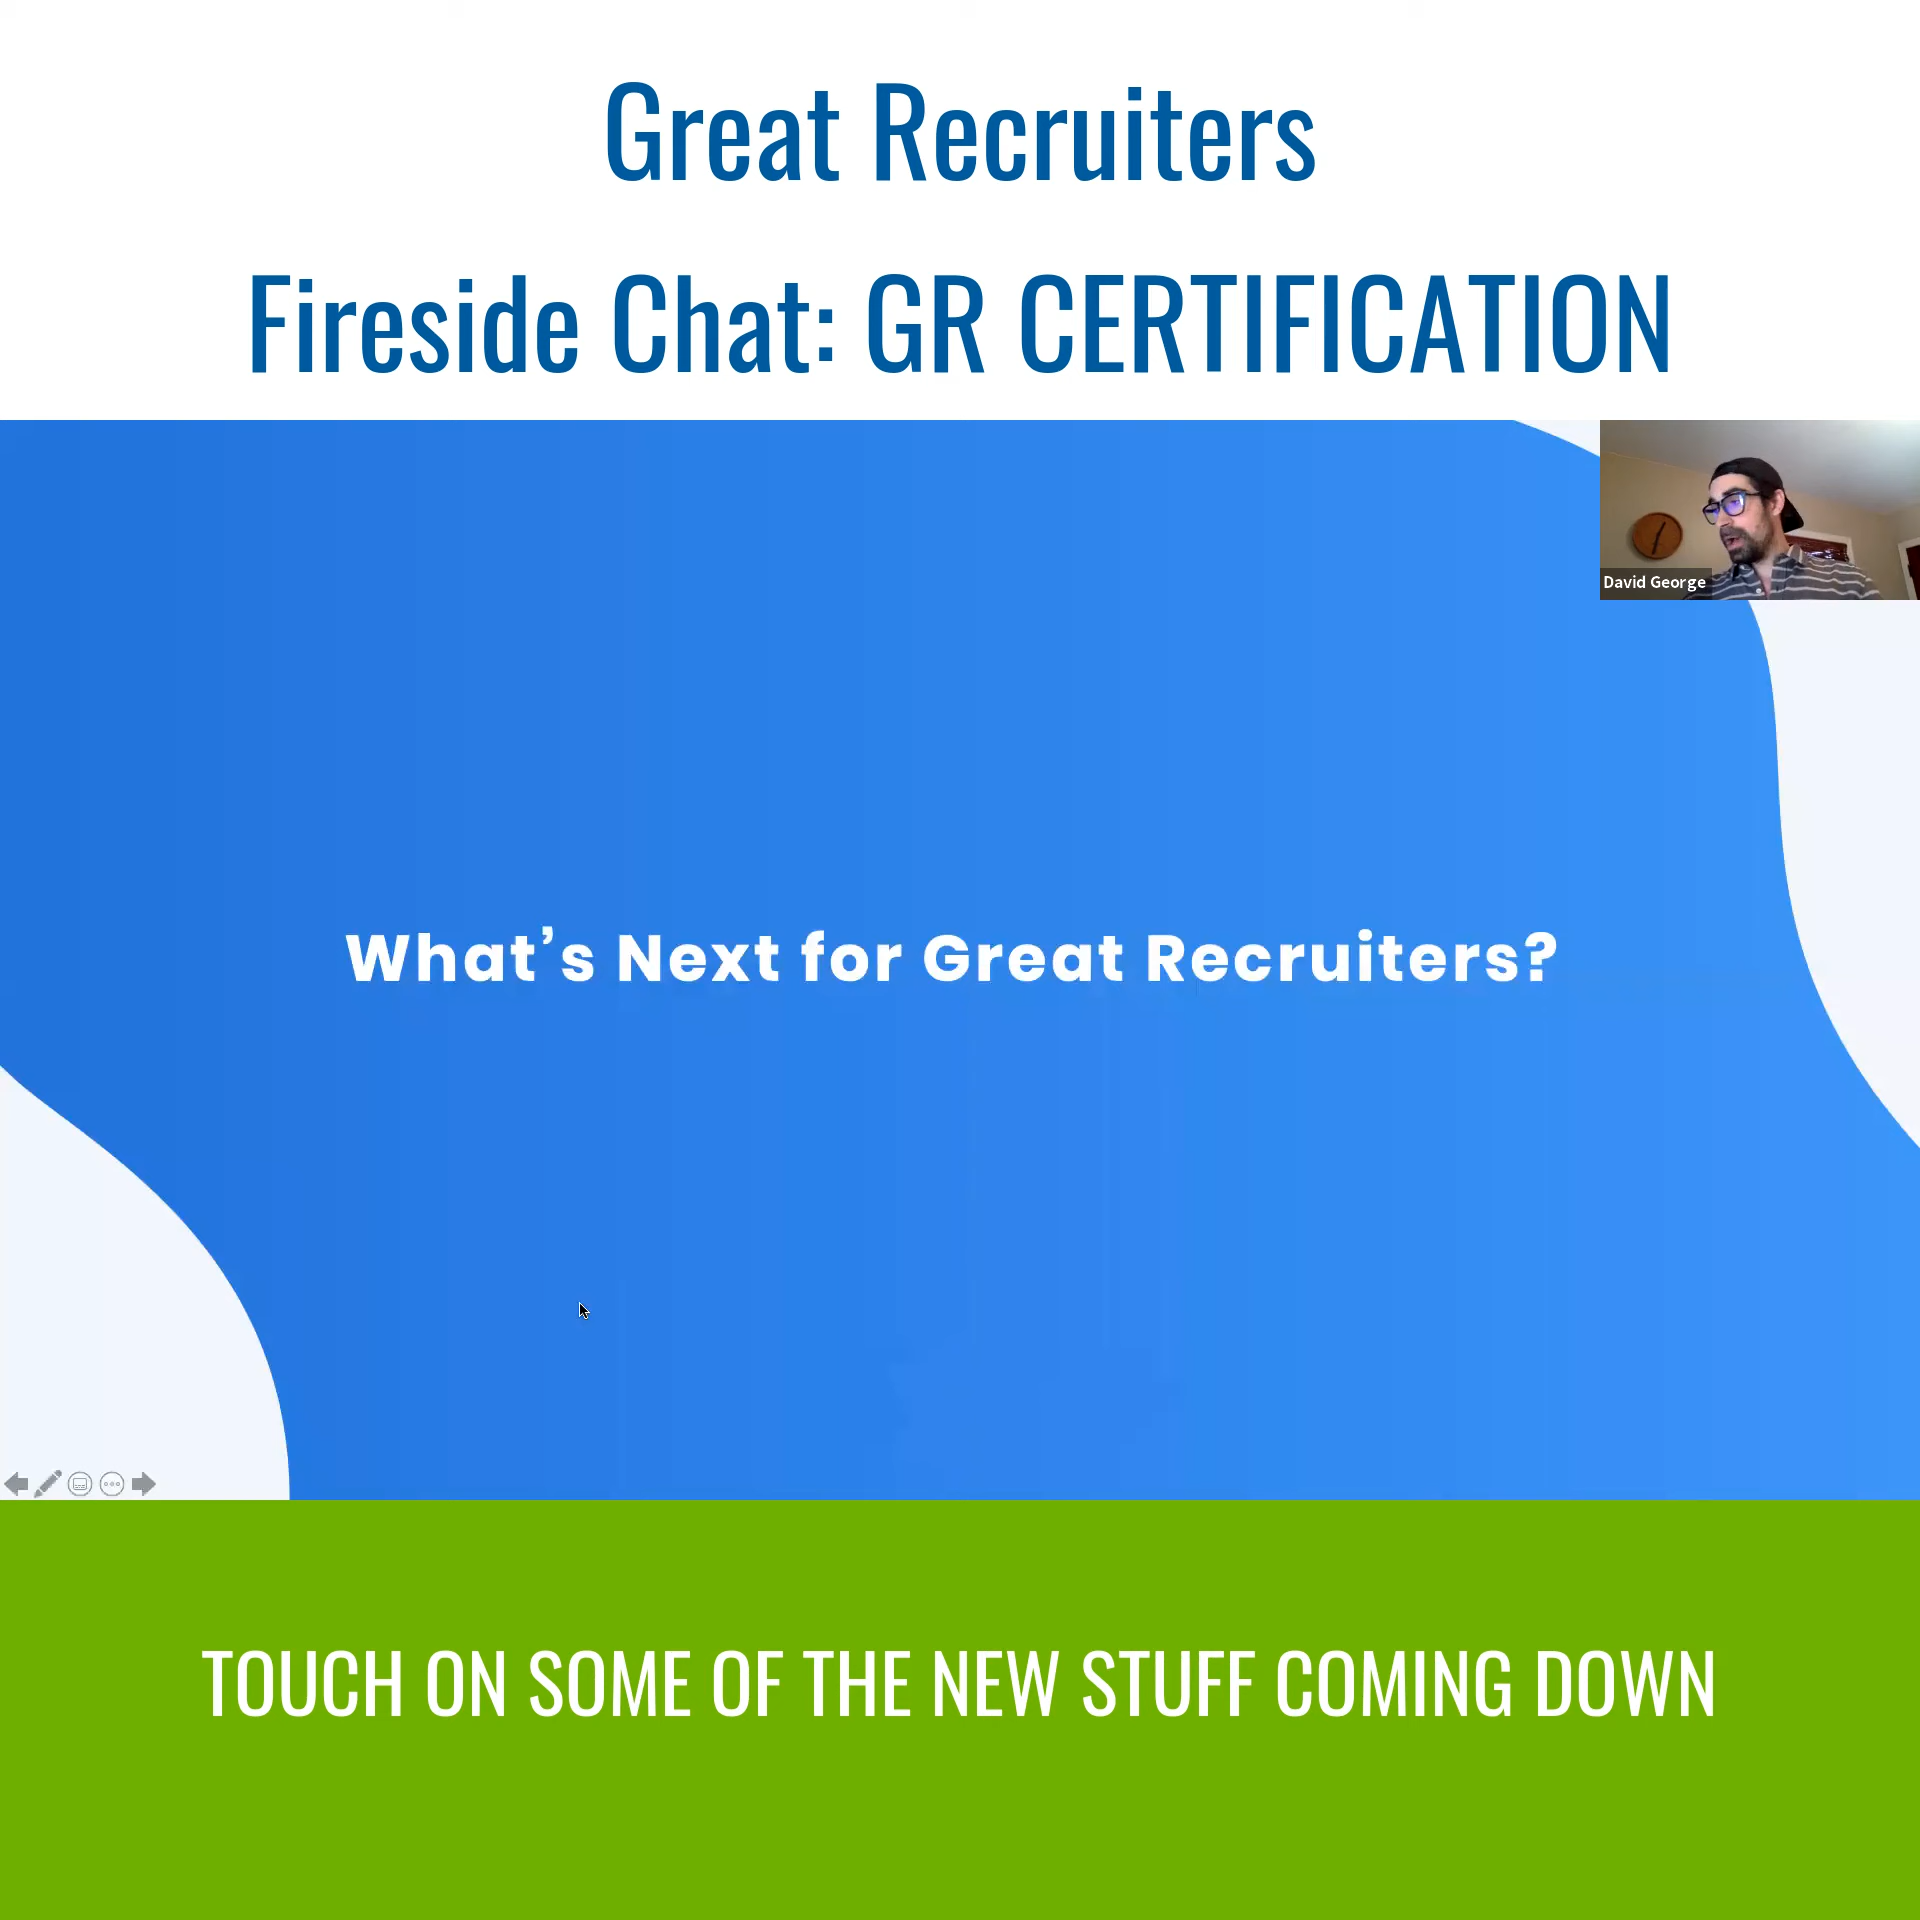 Great Recruiters
Fireside Chat: GR CERTIFICATION
David George
What's Next for Great Recruiters?
TOUCH ON SOME OF THE NEW STUFF COMING DOWN